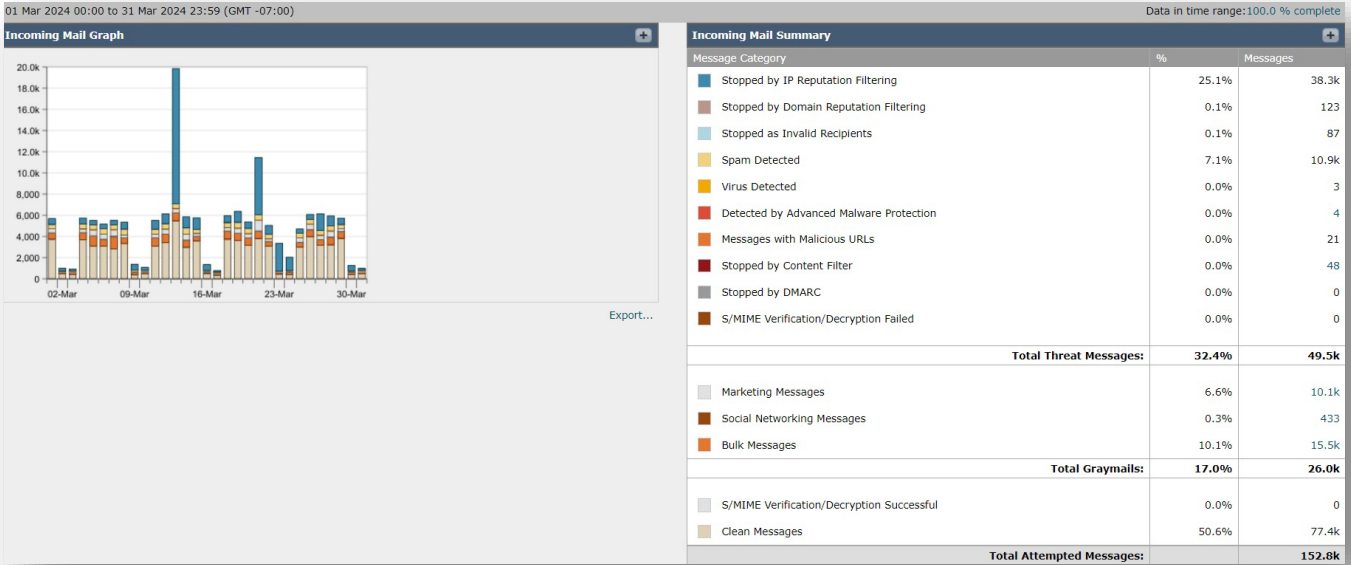 01 Mar 2024 00:00 to 31 Mar 2024 23:59 (GMT -07:00)
Data in time range:100.0 % complete
Incoming Mail Graph
20.0k
18.0k
16.0k
14.0k
12.0k
10.0k
8,000
6,000
4,000
2,000
0
02-Mar 09-Mar 16-Mar 23-Mar 30-Mar
Export...
Incoming Mail Summary
Message Category % Messages
Stopped by IP Reputation Filtering 25.1% 38.3k
Stopped by Domain Reputation Filtering 0.1% 123
Stopped as Invalid Recipients 0.1% 87
Spam Detected 7.1% 10.9k
Virus Detected 0.0% 3
Detected by Advanced Malware Protection 0.0% 4
Messages with Malicious URLs 0.0% 21
Stopped by Content Filter 0.0% 48
Stopped by DMARC 0.0% 0
S/MIME Verification/Decryption Failed 0.0% 0
Total Threat Messages: 32.4% 49.5k
Marketing Messages 6.6% 10.1k
Social Networking Messages 0.3% 433
Bulk Messages 10.1% 15.5k
Total Graymails: 17.0% 26.0k
S/MIME Verification/Decryption Successful 0.0% 0
Clean Messages 50.6% 77.4k
Total Attempted Messages: 152.8k